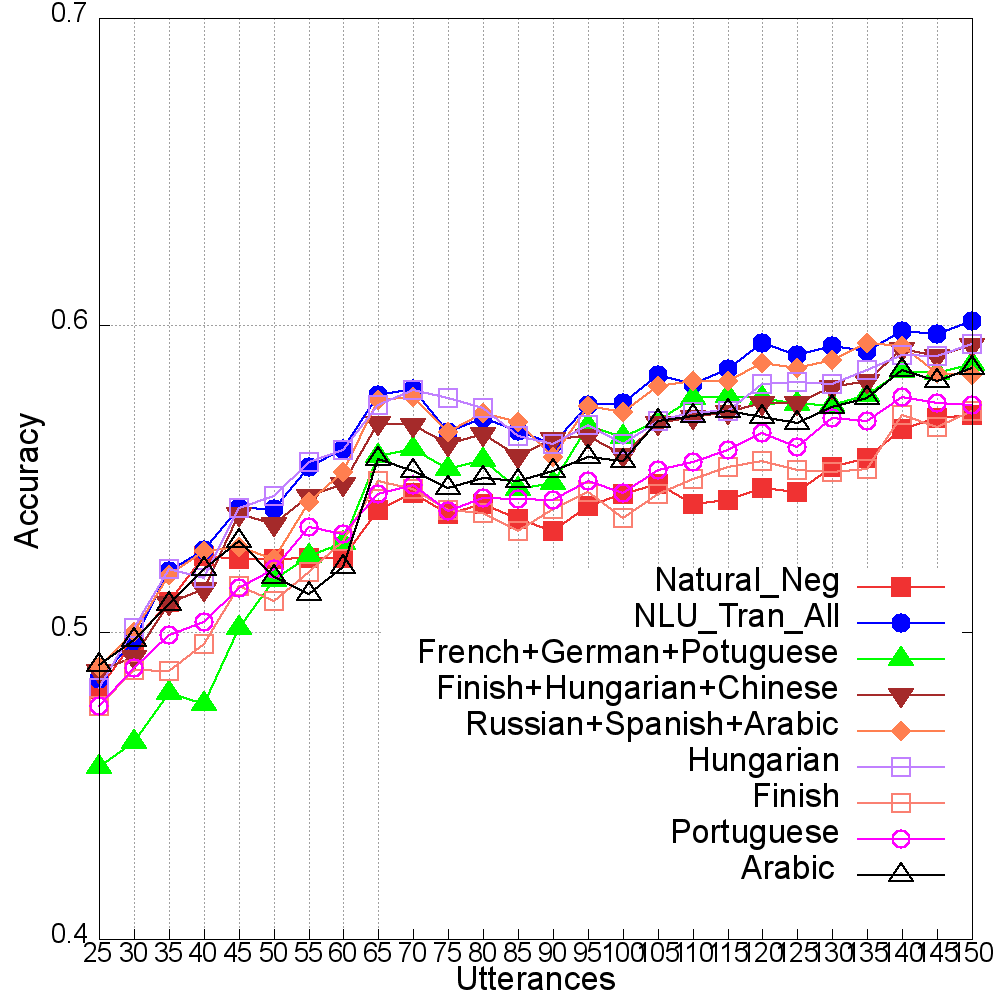 0.7
0.6
0.5
0.4
Accuracy
Natural_Neg
NLU_Tran_All
French+German+Potuguese
Finish+Hungarian+Chinese
Russian+Spanish+Arabic
Hungarian
Finish
Portuguese
Arabic
25 30 35 40 45 50 55 60 65 70 75 80 85 90 95 100 105 110 115 120 125 130 135 140 145 150
Utterances